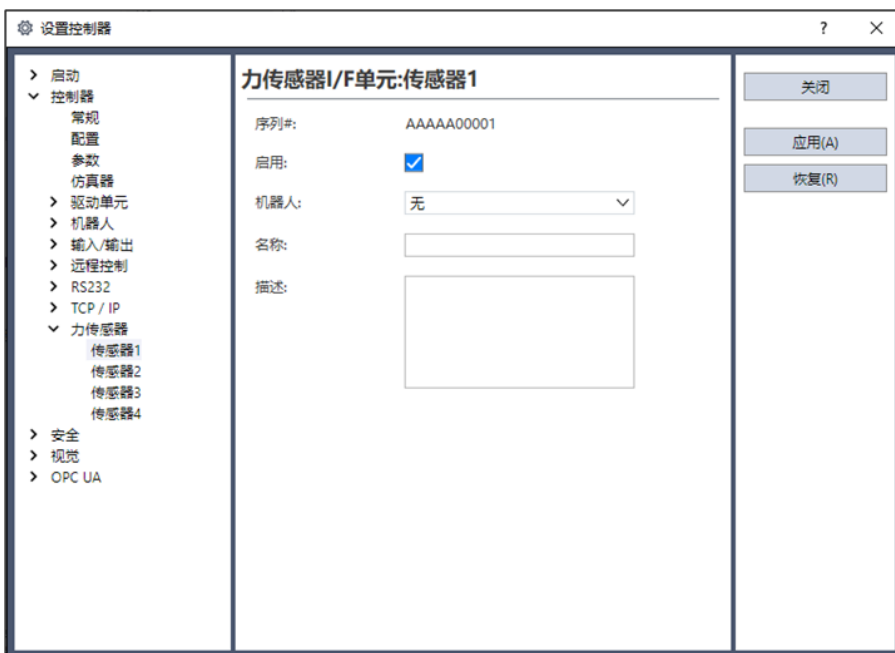 设置控制器
?
启动
控制器
常规
配置
参数
仿真器
驱动单元
机器人
输入/输出
远程控制
RS232
TCP / IP
力传感器
传感器1
传感器2
传感器3
传感器4
安全
视觉
OPC UA
力传感器I/F单元:传感器1
序列#: AAAAA00001
启用:
机器人: 无
名称:
描述:
关闭
应用(A)
恢复(R)